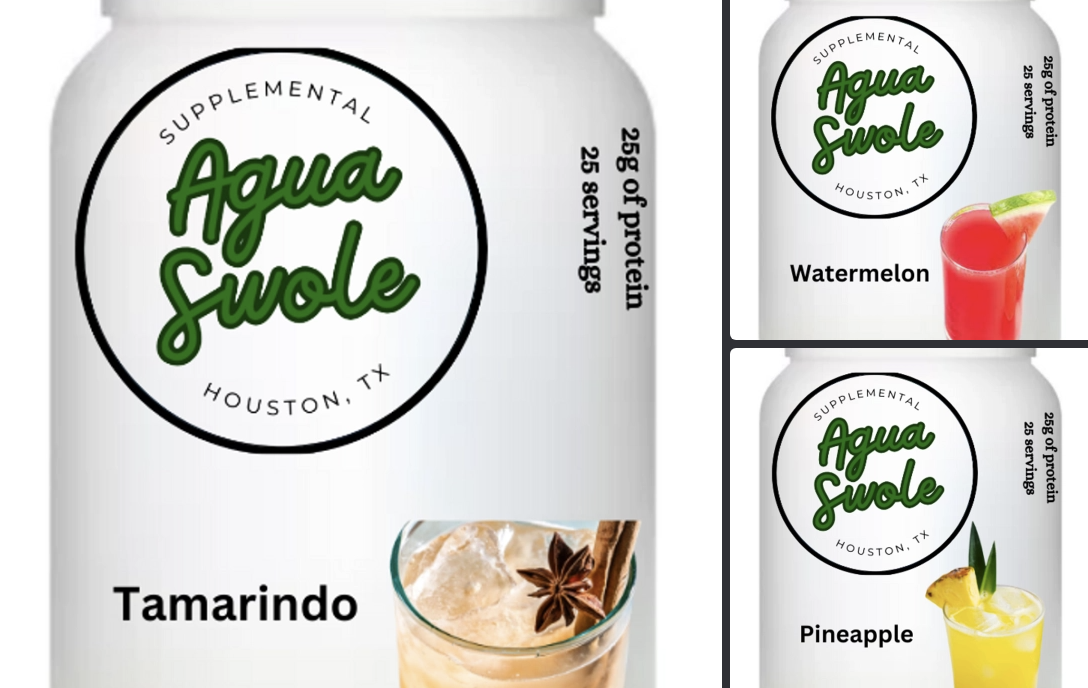 SUPPLEMENTAL
Agua
Swole
HOUSTON, TX
25g of protein
25 servings
Tamarindo
SUPPLEMENTAL
Agua
Swole
HOUSTON, TX
25g of protein
25 servings
Watermelon
SUPPLEMENTAL
Agua
Swole
HOUSTON, TX
25g of protein
25 servings
Pineapple